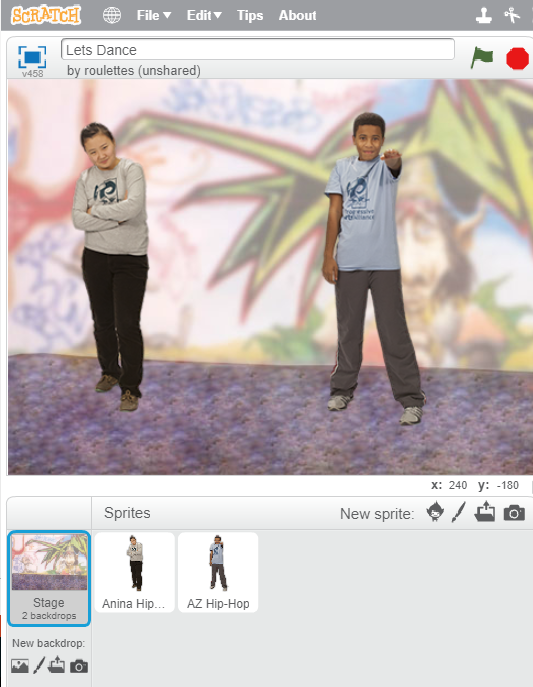 SCRATCH File Edit Tips About
Lets Dance
v458
by roulettes (unshared)
x: 240 y: -180
Sprites New sprite:
Stage
2 backdrops
Anina Hip... AZ Hip-Hop
New backdrop: